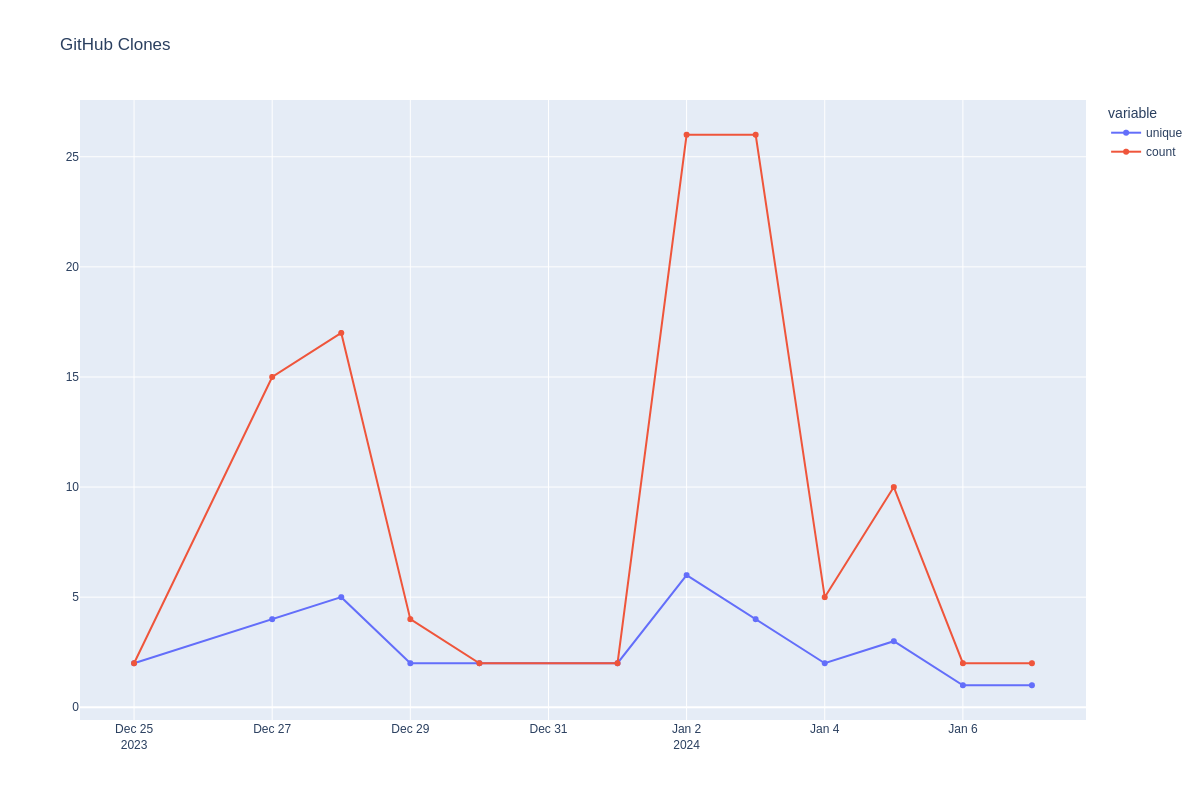 GitHub Clones
variable
unique
count
25
20
15
10
5
0
Dec 25
2023
Dec 27
Dec 29
Dec 31
Jan 2
2024
Jan 4
Jan 6